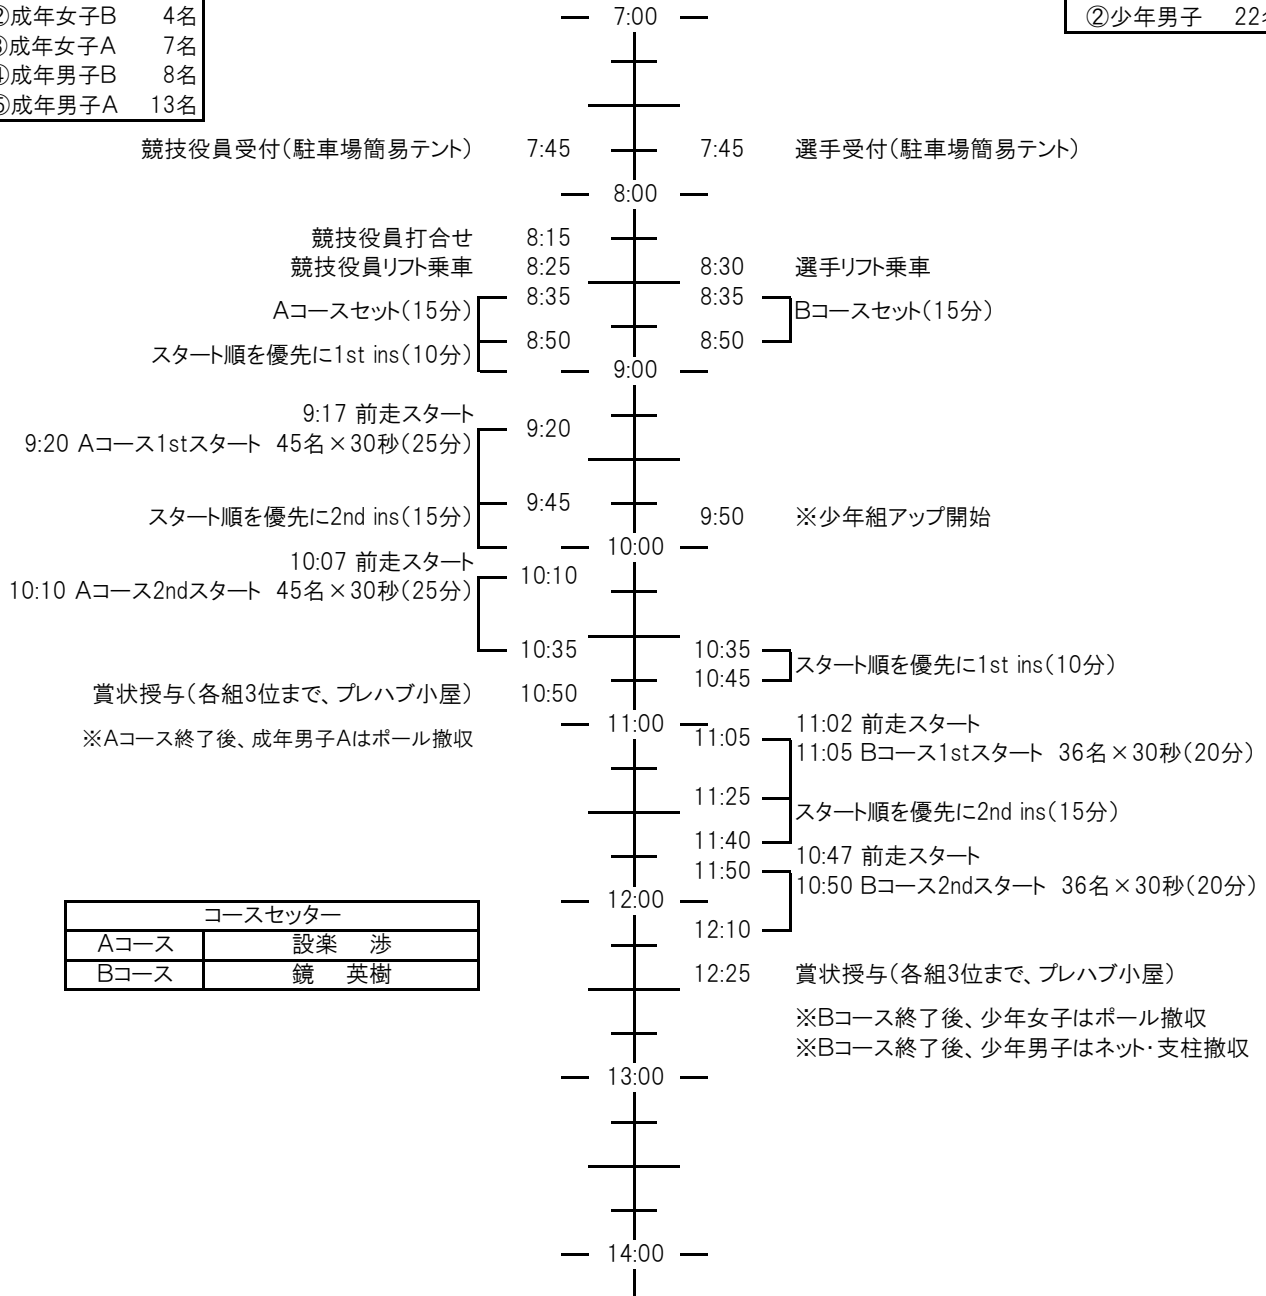 ②成年女子B 4名
③成年女子A 7名
④成年男子B 8名
⑤成年男子A 13名
②少年男子 22名
7:00
競技役員受付(駐車場簡易テント) 7:45
7:45 選手受付(駐車場簡易テント)
8:00
競技役員打合せ 8:15
競技役員リフト乗車 8:25
8:30 選手リフト乗車
8:35
8:35
Aコースセット(15分)
Bコースセット(15分)
8:50
8:50
スタート順を優先に1st ins(10分)
9:00
9:17 前走スタート
9:20
9:20 Aコース1stスタート 45名×30秒(25分)
9:45
スタート順を優先に2nd ins(15分)
9:50 ※少年組アップ開始
10:00
10:07 前走スタート
10:10
10:10 Aコース2ndスタート 45名×30秒(25分)
10:35
10:35
スタート順を優先に1st ins(10分)
10:45
賞状授与(各組3位まで、プレハブ小屋) 10:50
11:00
11:02 前走スタート
※Aコース終了後、成年男子Aはポール撤収
11:05
11:05 Bコース1stスタート 36名×30秒(20分)
11:25
スタート順を優先に2nd ins(15分)
11:40
10:47 前走スタート
11:50
10:50 Bコース2ndスタート 36名×30秒(20分)
12:00
12:10
コースセッター
Aコース 設楽 渉
Bコース 鏡 英樹
12:25 賞状授与(各組3位まで、プレハブ小屋)
※Bコース終了後、少年女子はポール撤収
※Bコース終了後、少年男子はネット・支柱撤収
13:00
14:00